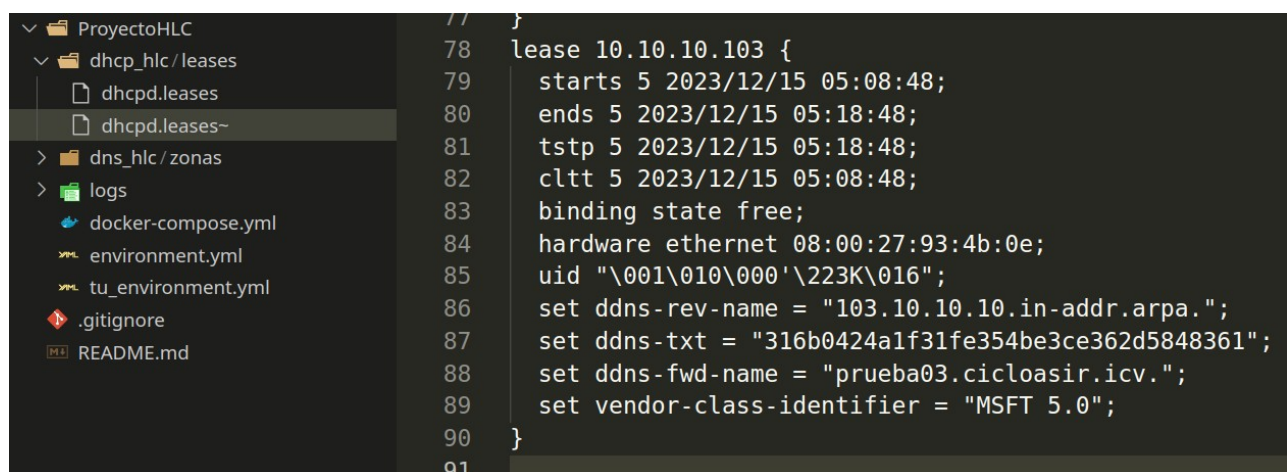 ProyectoHLC
dhcp_hlc/leases
dhcpd.leases
dhcpd.leases~
dns_hlc/zonas
logs
docker-compose.yml
environment.yml
tu_environment.yml
.gitignore
README.md
77 }
78 lease 10.10.10.103 {
79 starts 5 2023/12/15 05:08:48;
80 ends 5 2023/12/15 05:18:48;
81 tstp 5 2023/12/15 05:18:48;
82 cltt 5 2023/12/15 05:08:48;
83 binding state free;
84 hardware ethernet 08:00:27:93:4b:0e;
85 uid "\001\010\000'\223K\016";
86 set ddns-rev-name = "103.10.10.10.in-addr.arpa.";
87 set ddns-txt = "316b0424a1f31fe354be3ce362d5848361";
88 set ddns-fwd-name = "prueba03.cicloasir.icv.";
89 set vendor-class-identifier = "MSFT 5.0";
90 }
91